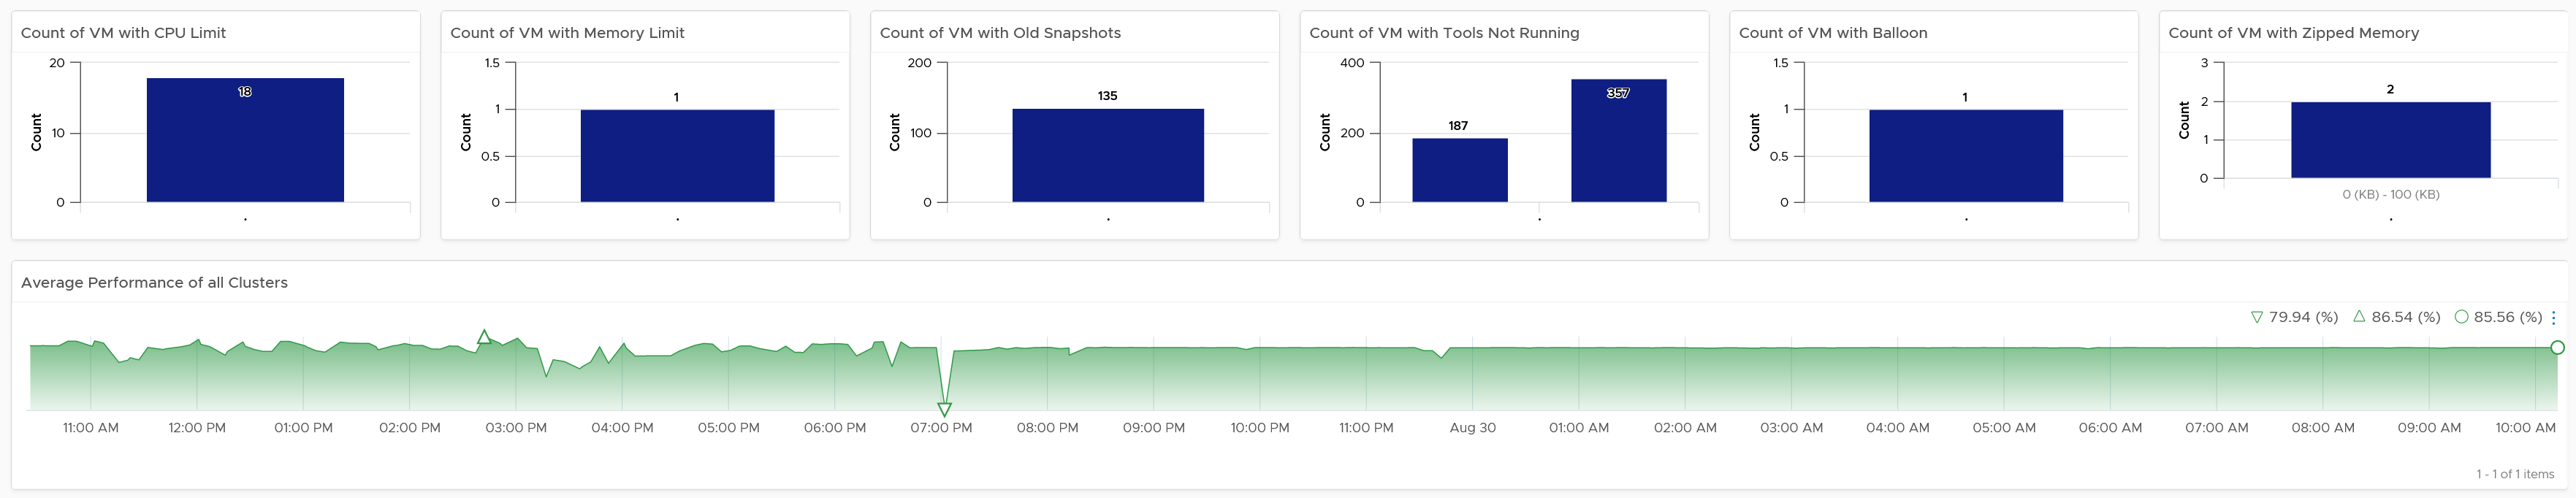 Count of VM with CPU Limit
20
10
0
Count
18
.
Count of VM with Memory Limit
1.5
1
0.5
0
Count
1
.
Count of VM with Old Snapshots
200
100
0
Count
135
.
Count of VM with Tools Not Running
400
200
0
Count
187
357
.
Count of VM with Balloon
1.5
1
0.5
0
Count
1
.
Count of VM with Zipped Memory
3
2
1
0
Count
2
0 (KB) - 100 (KB)
.
Average Performance of all Clusters
79.94 (%) 86.54 (%) 85.56 (%)
11:00 AM 12:00 PM 01:00 PM 02:00 PM 03:00 PM 04:00 PM 05:00 PM 06:00 PM 07:00 PM 08:00 PM 09:00 PM 10:00 PM 11:00 PM Aug 30 01:00 AM 02:00 AM 03:00 AM 04:00 AM 05:00 AM 06:00 AM 07:00 AM 08:00 AM 09:00 AM 10:00 AM
1 - 1 of 1 items